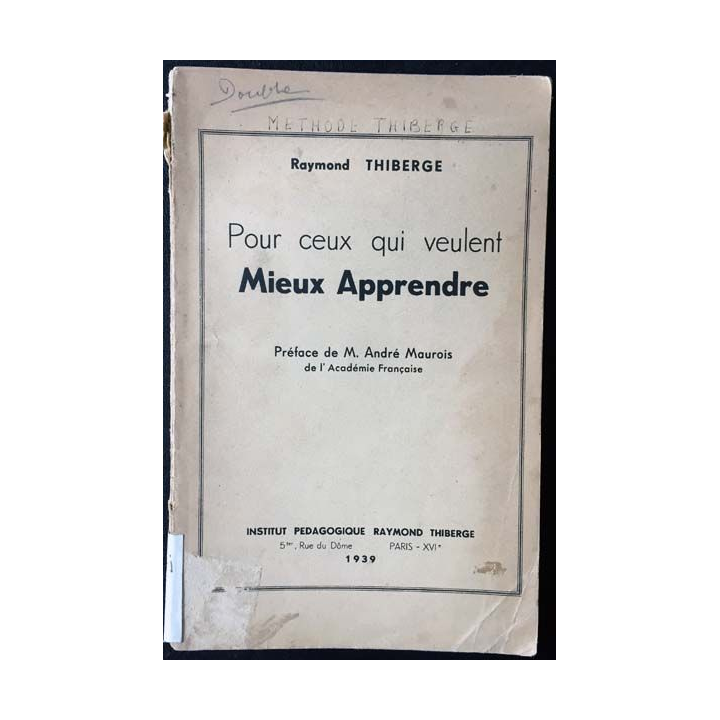 Double
METHODE THIBERGE
Raymond THIBERGE
Pour ceux qui veulent
Mieux Apprendre
Préface de M. André Maurois
de l'Académie Française
INSTITUT PEDAGOGIQUE RAYMOND THIBERGE
5ter, Rue du Dôme PARIS - XVIe
1939